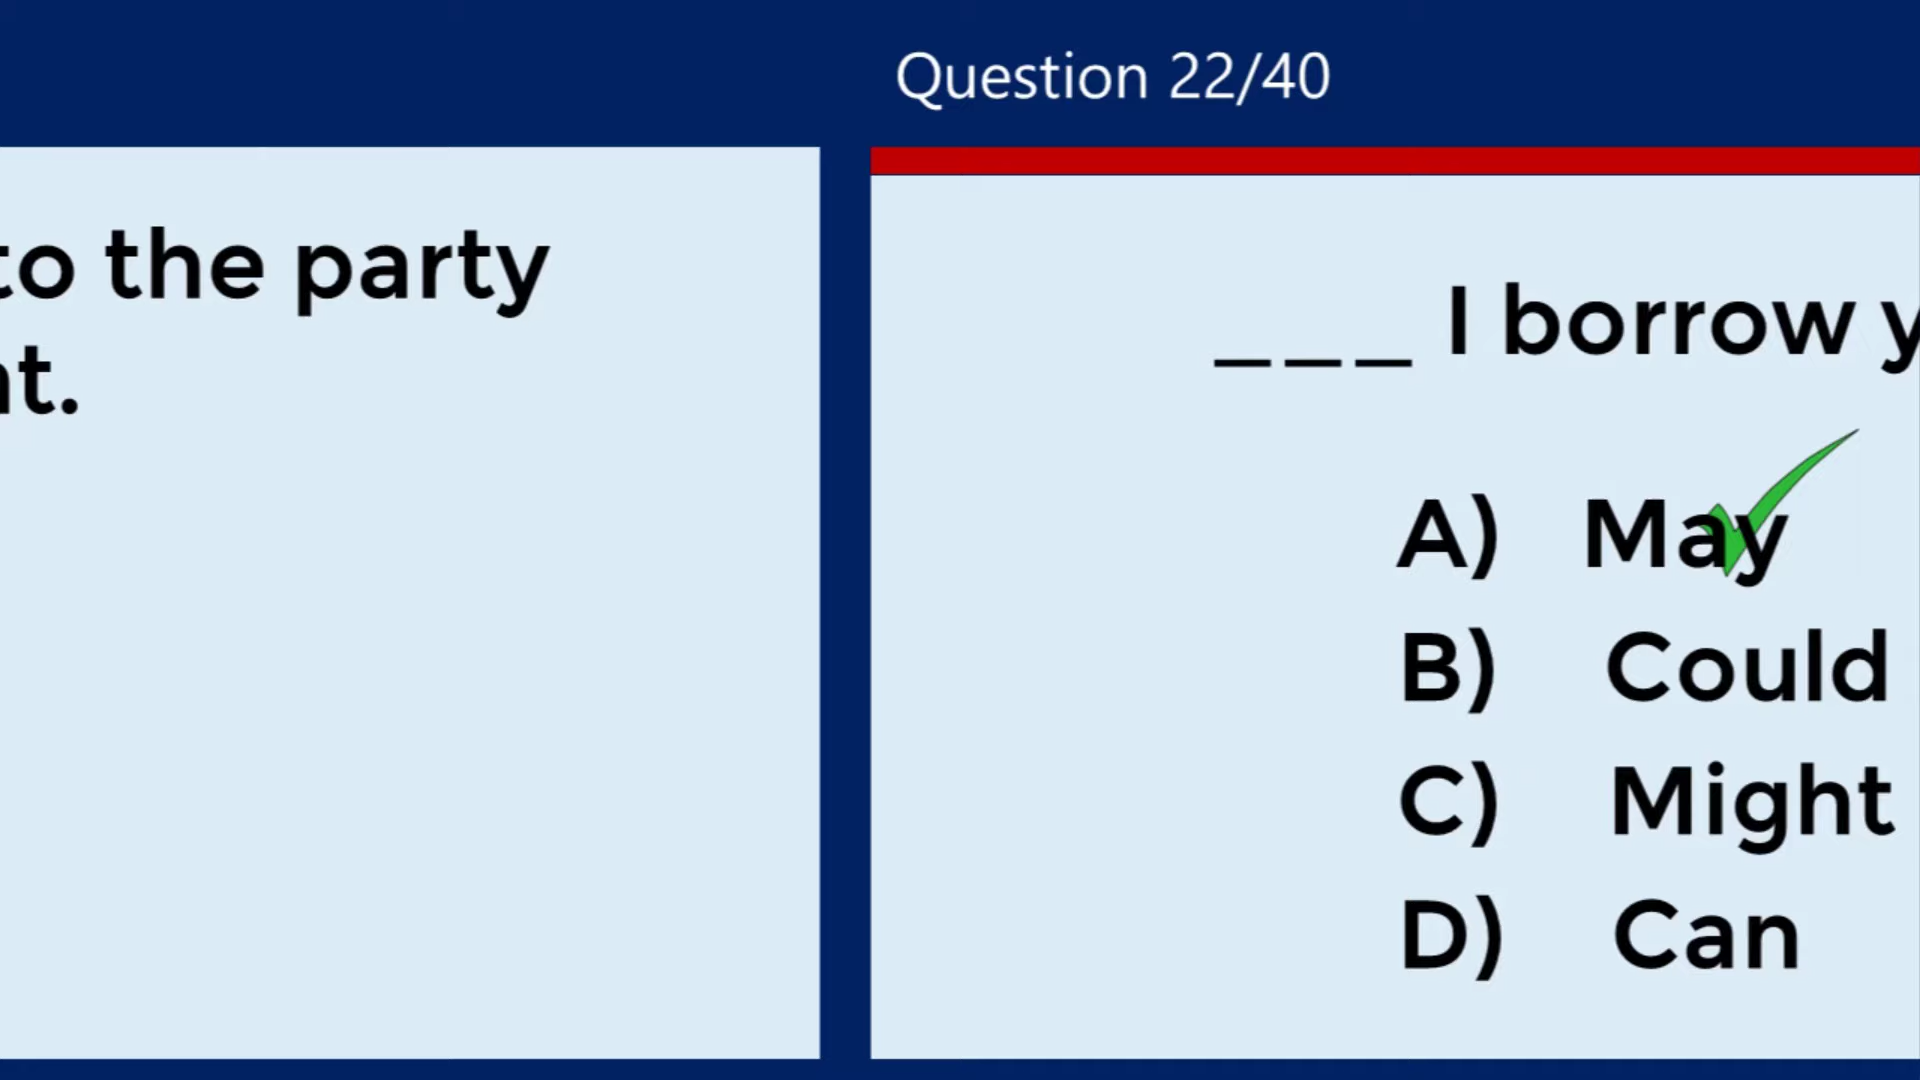 Question 22/40
to the party
t.
___ I borrow
A) May
B) Could
C) Might
D) Can